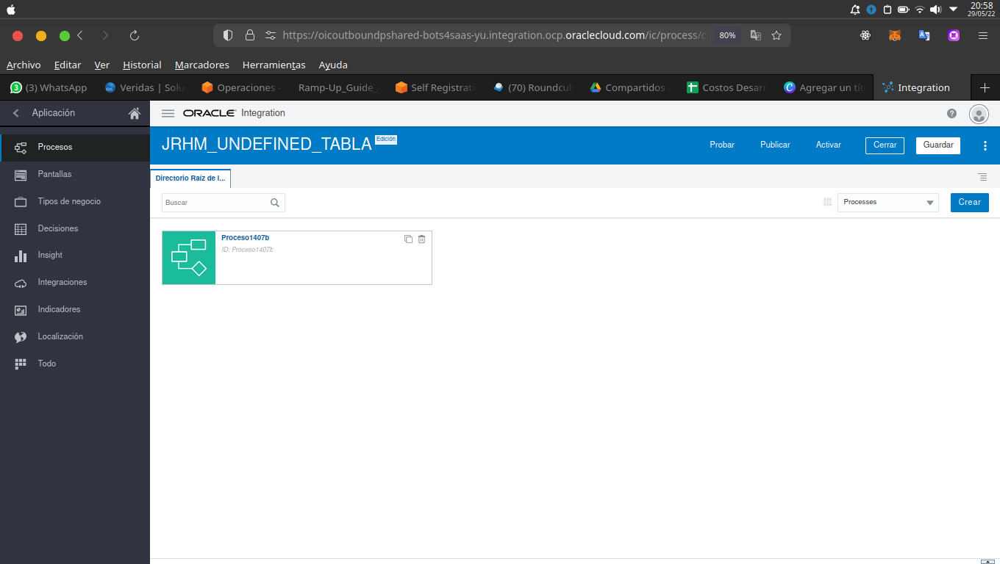 20:58
29/05/22
https://oicoutboundpshared-bots4saas-yu.integration.ocp.oraclecloud.com/ic/process/c
80%
Archivo Editar Ver Historial Marcadores Herramientas Ayuda
3 (3) WhatsApp
Veridas | Solu
Operaciones -
Ramp-Up_Guide_
Self Registrati
(70) Roundcub
Compartidos
Costos Desarr
Agregar un tít
Integration
Aplicación
ORACLE Integration
JRHM_UNDEFINED_TABLA Edición
Probar Publicar Activar Cerrar Guardar
Procesos
Pantallas
Tipos de negocio
Decisiones
Insight
Integraciones
Indicadores
Localización
Todo
Directorio Raíz de l...
Buscar
Processes
Crear
Proceso1407b
ID: Proceso1407b